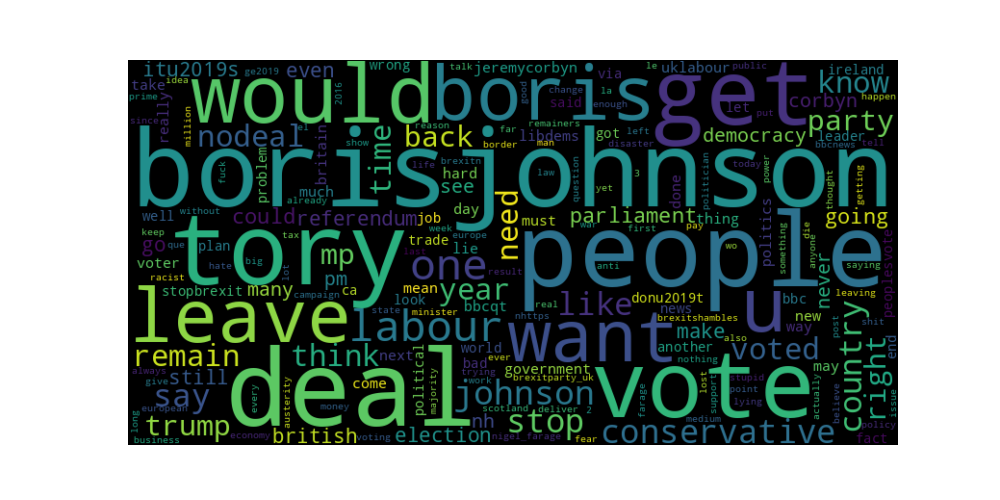 itu2019s idea ge2019 even 2016 wrong talk jeremycorbyn good change le uklabour public ireland
take prime since really would boris via get let put corbyn know happen
million nodeal britain el show time back reason remainers enough la said party
borisjohnson libdems got left democracy leader bbcnews tell
fuck problem life brexitn far border man disaster today
much already see hard law question yet 3 politician power thought getting
well without could referendum job day need must parliament thing done politics going
keep go que plan tax week europe war first pay wo
tory mp trade lie people something anyone die saying never peoplesvote
voter big hate lot pm last one result anti
racist stopbrexit many ca mean year real like donu2019t u bbc leaving
campaign look bbcqt nhttps news new
leave state minister labour want brexitshambles make also way post shit
remain think next world ever another voted country right end
always give still political bad trying government nothing may
say european every deal come work brexitparty_uk lost stupid point actually believe issue
long austerity money majority johnson scotland deliver 2 vote farage support lying policy
trump economy nh stop medium
business british voting election nigel_farage fear conservative fact